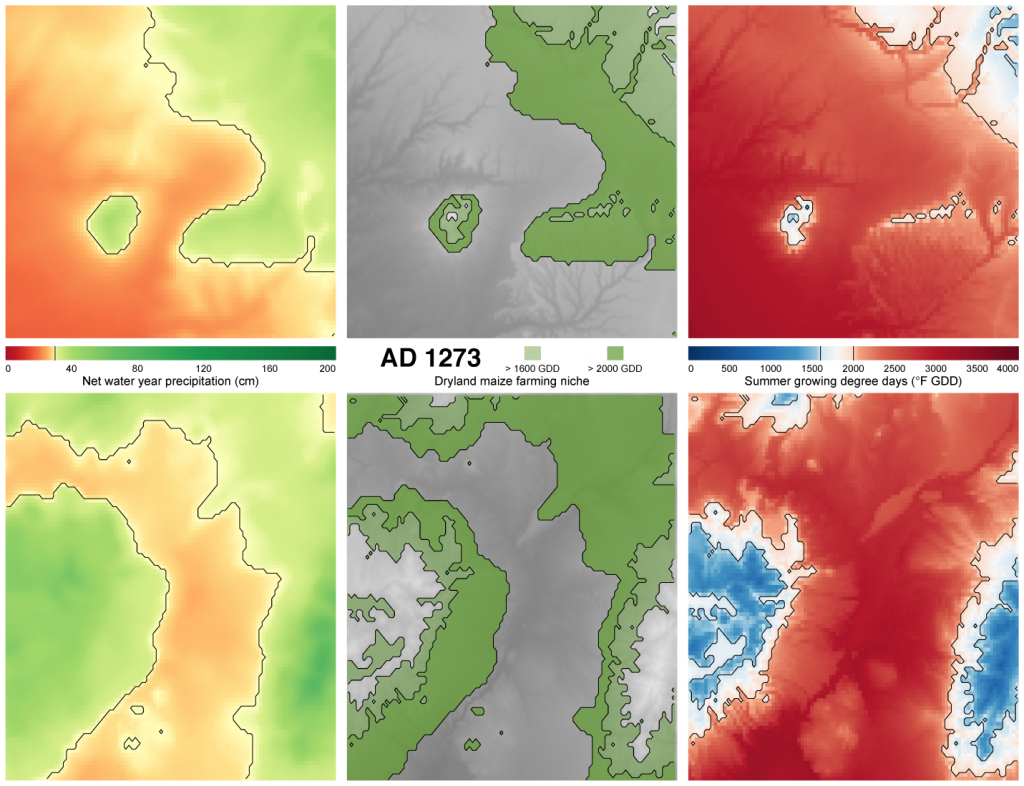 AD 1273
> 1600 GDD > 2000 GDD
0 40 80 120 160 200
Net water year precipitation (cm)
Dryland maize farming niche
0 500 1000 1500 2000 2500 3000 3500 4000
Summer growing degree days (°F GDD)